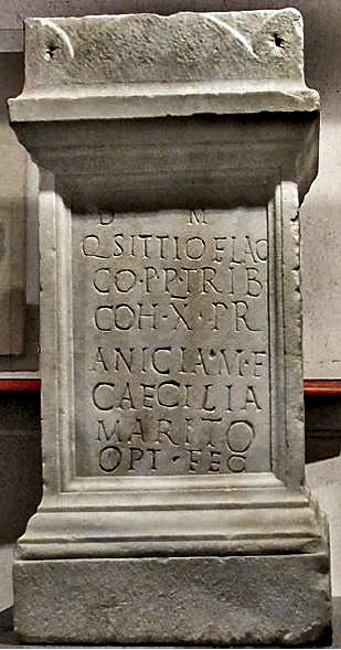 D M
Q SITTIO FLAC
CO·P·P·TRIB
COH·X·PR
ANICIA·M·F
CAECILIA
MARITO
OPT·FEC